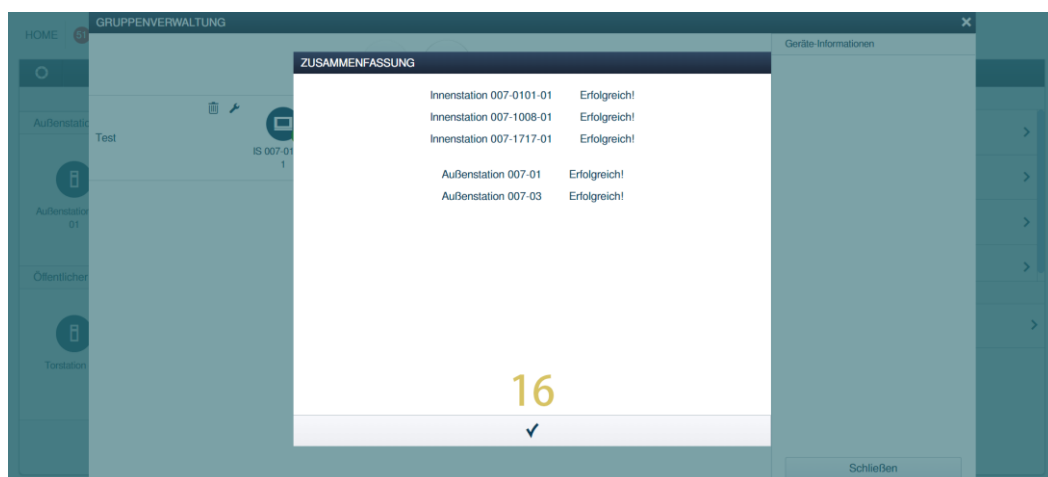 GRUPPENVERWALTUNG
HOME
Geräte-Informationen
ZUSAMMENFASSUNG
Innenstation 007-0101-01 Erfolgreich!
Innenstation 007-1008-01 Erfolgreich!
Innenstation 007-1717-01 Erfolgreich!
Außenstation 007-01 Erfolgreich!
Außenstation 007-03 Erfolgreich!
Test
IS 007-01
1
Außenstatio
Außenstation
01
Öffentlicher
Torstation
16
Schließen